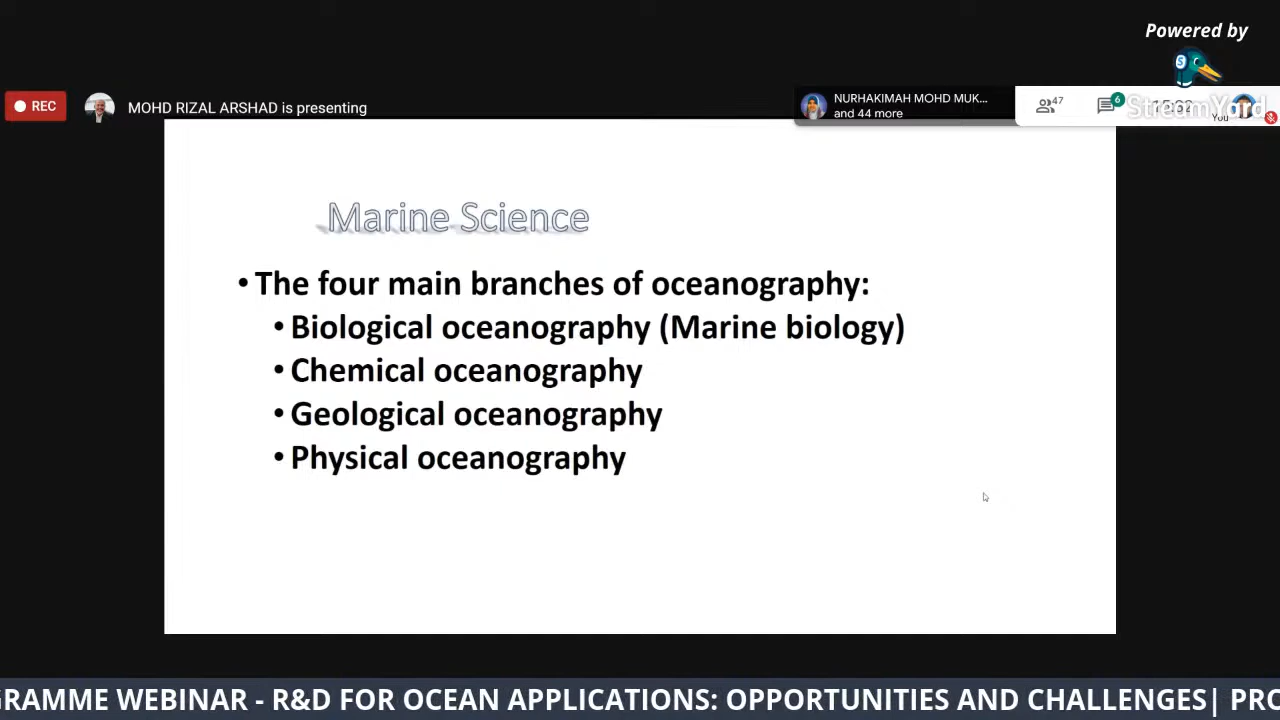 Powered by
REC
MOHD RIZAL ARSHAD is presenting
NURHAKIMAH MOHD MUK...
and 44 more
47
6
StreamYard
You
Marine Science
• The four main branches of oceanography:
• Biological oceanography (Marine biology)
• Chemical oceanography
• Geological oceanography
• Physical oceanography
GRAMME WEBINAR - R&D FOR OCEAN APPLICATIONS: OPPORTUNITIES AND CHALLENGES| PRO